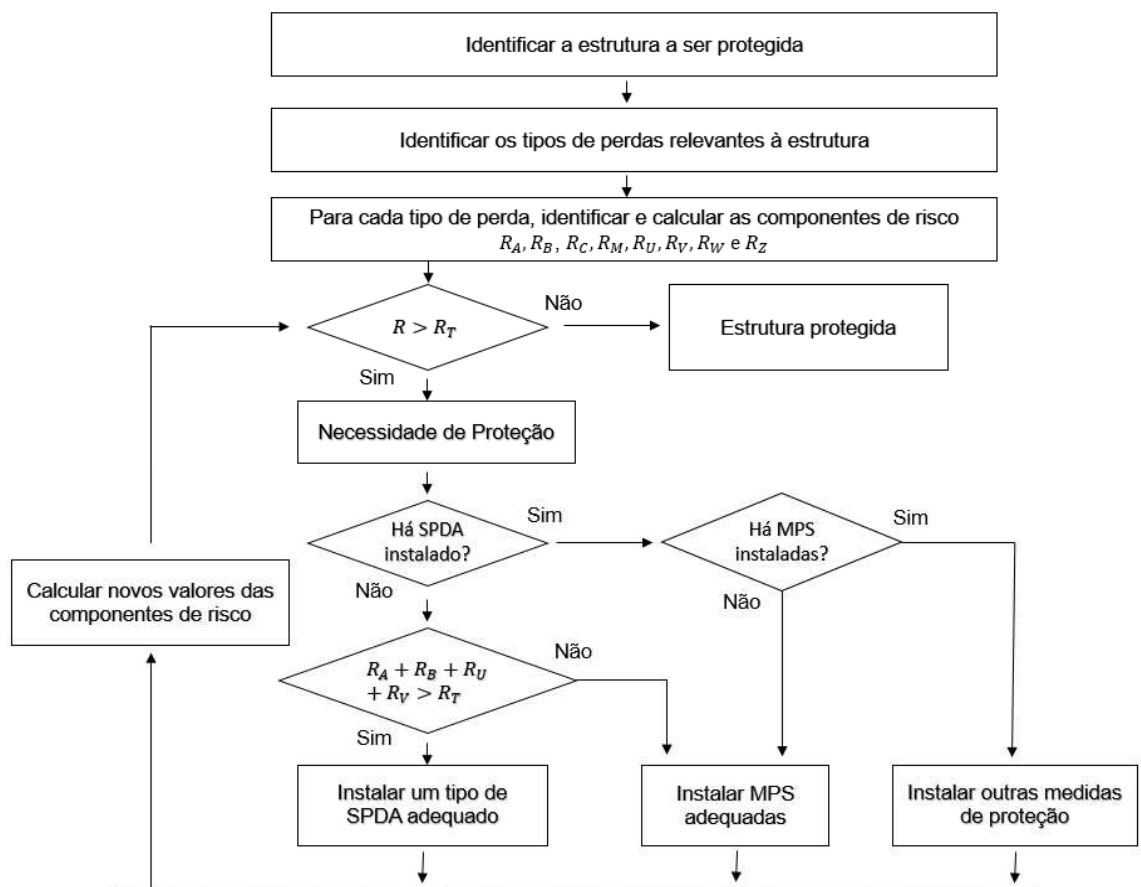 Identificar a estrutura a ser protegida
Identificar os tipos de perdas relevantes à estrutura
Para cada tipo de perda, identificar e calcular as componentes de risco
R_A, R_B, R_C, R_M, R_U, R_V, R_W e R_Z
R > R_T
Não
Estrutura protegida
Sim
Necessidade de Proteção
Há SPDA
instalado?
Sim
Há MPS
instaladas?
Sim
Não
Não
Calcular novos valores das
componentes de risco
R_A + R_B + R_U
+ R_V > R_T
Não
Sim
Instalar um tipo de
SPDA adequado
Instalar MPS
adequadas
Instalar outras medidas
de proteção